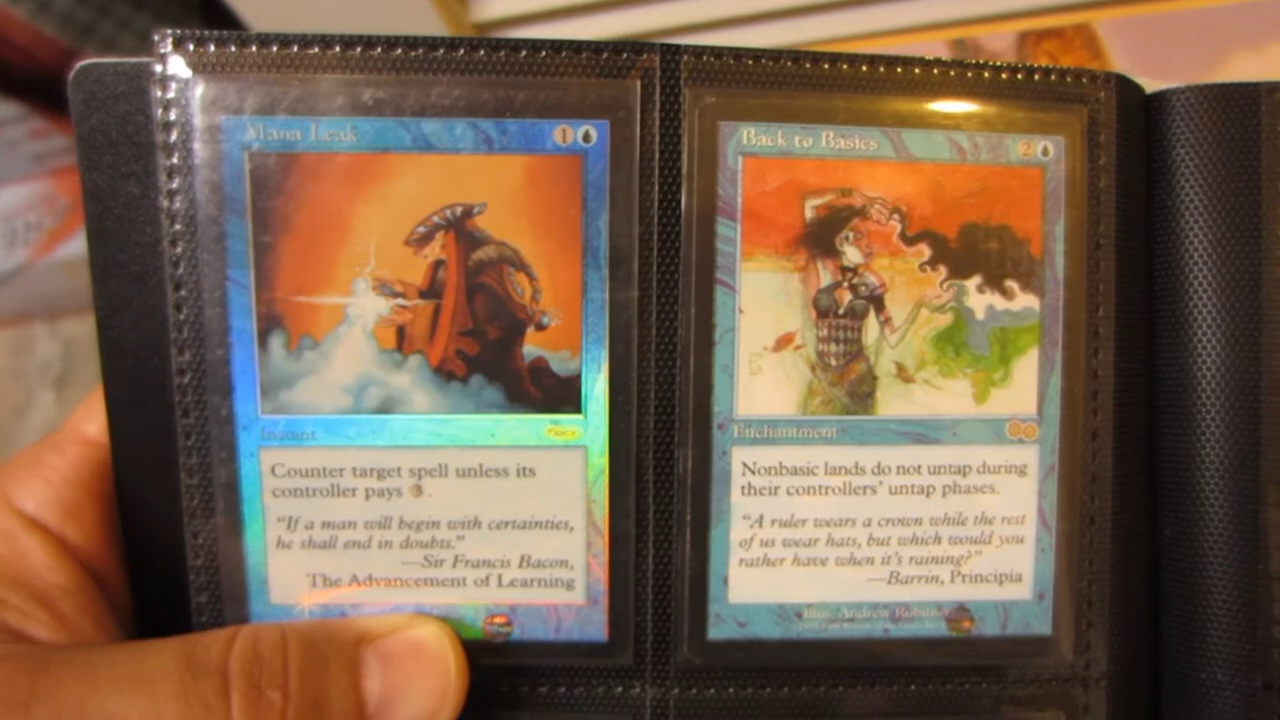 Mana Leak
1
Instant
Counter target spell unless its
controller pays 3.
"If a man will begin with certainties,
he shall end in doubts."
—Sir Francis Bacon,
The Advancement of Learning
Back to Basics
2
Enchantment
Nonbasic lands do not untap during
their controllers' untap phases.
"A ruler wears a crown while the rest
of us wear hats, but which would you
rather have when it's raining?"
—Barrin, Principia
Illus. Andrew Robinson